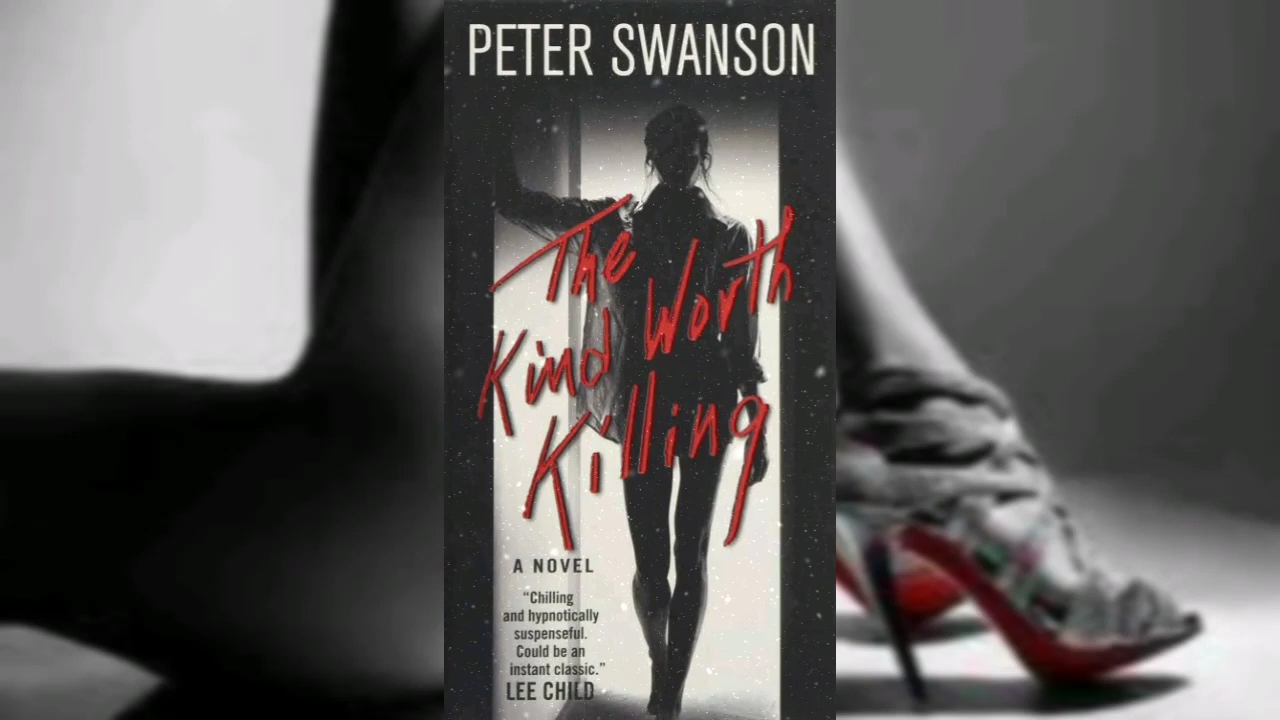 PETER SWANSON
The
Kind Worth
Killing
A NOVEL
“Chilling
and hypnotically
suspenseful.
Could be an
instant classic.”
LEE CHILD